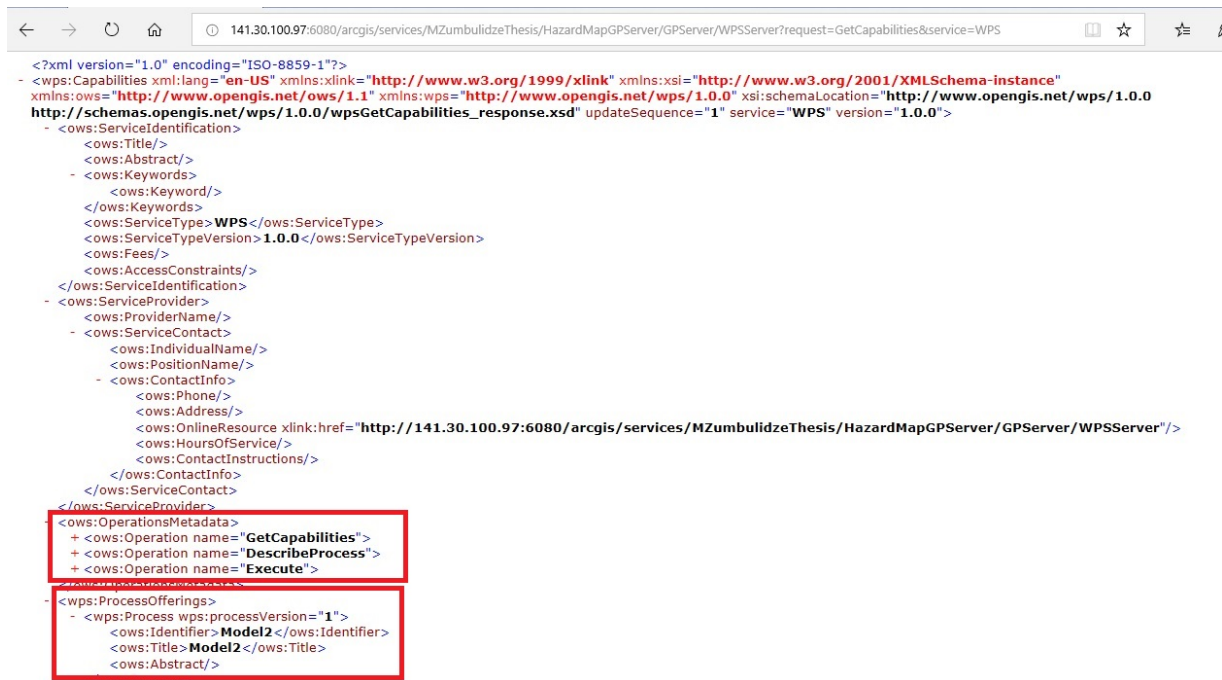 141.30.100.97:6080/arcgis/services/MZumbulidzeThesis/HazardMapGPServer/GPServer/WPSServer?request=GetCapabilities&service=WPS
<?xml version="1.0" encoding="ISO-8859-1"?>
- <wps:Capabilities xml:lang="en-US" xmlns:xlink="http://www.w3.org/1999/xlink" xmlns:xsi="http://www.w3.org/2001/XMLSchema-instance"
xmlns:ows="http://www.opengis.net/ows/1.1" xmlns:wps="http://www.opengis.net/wps/1.0.0" xsi:schemaLocation="http://www.opengis.net/wps/1.0.0
http://schemas.opengis.net/wps/1.0.0/wpsGetCapabilities_response.xsd" updateSequence="1" service="WPS" version="1.0.0">
- <ows:ServiceIdentification>
<ows:Title/>
<ows:Abstract/>
- <ows:Keywords>
<ows:Keyword/>
</ows:Keywords>
<ows:ServiceType>WPS</ows:ServiceType>
<ows:ServiceTypeVersion>1.0.0</ows:ServiceTypeVersion>
<ows:Fees/>
<ows:AccessConstraints/>
</ows:ServiceIdentification>
- <ows:ServiceProvider>
<ows:ProviderName/>
- <ows:ServiceContact>
<ows:IndividualName/>
<ows:PositionName/>
- <ows:ContactInfo>
<ows:Phone/>
<ows:Address/>
<ows:OnlineResource xlink:href="http://141.30.100.97:6080/arcgis/services/MZumbulidzeThesis/HazardMapGPServer/GPServer/WPSServer"/>
<ows:HoursOfService/>
<ows:ContactInstructions/>
</ows:ContactInfo>
</ows:ServiceContact>
</ows:ServiceProvider>
- <ows:OperationsMetadata>
+ <ows:Operation name="GetCapabilities">
+ <ows:Operation name="DescribeProcess">
+ <ows:Operation name="Execute">
</ows:OperationsMetadata>
- <wps:ProcessOfferings>
- <wps:Process wps:processVersion="1">
<ows:Identifier>Model2</ows:Identifier>
<ows:Title>Model2</ows:Title>
<ows:Abstract/>